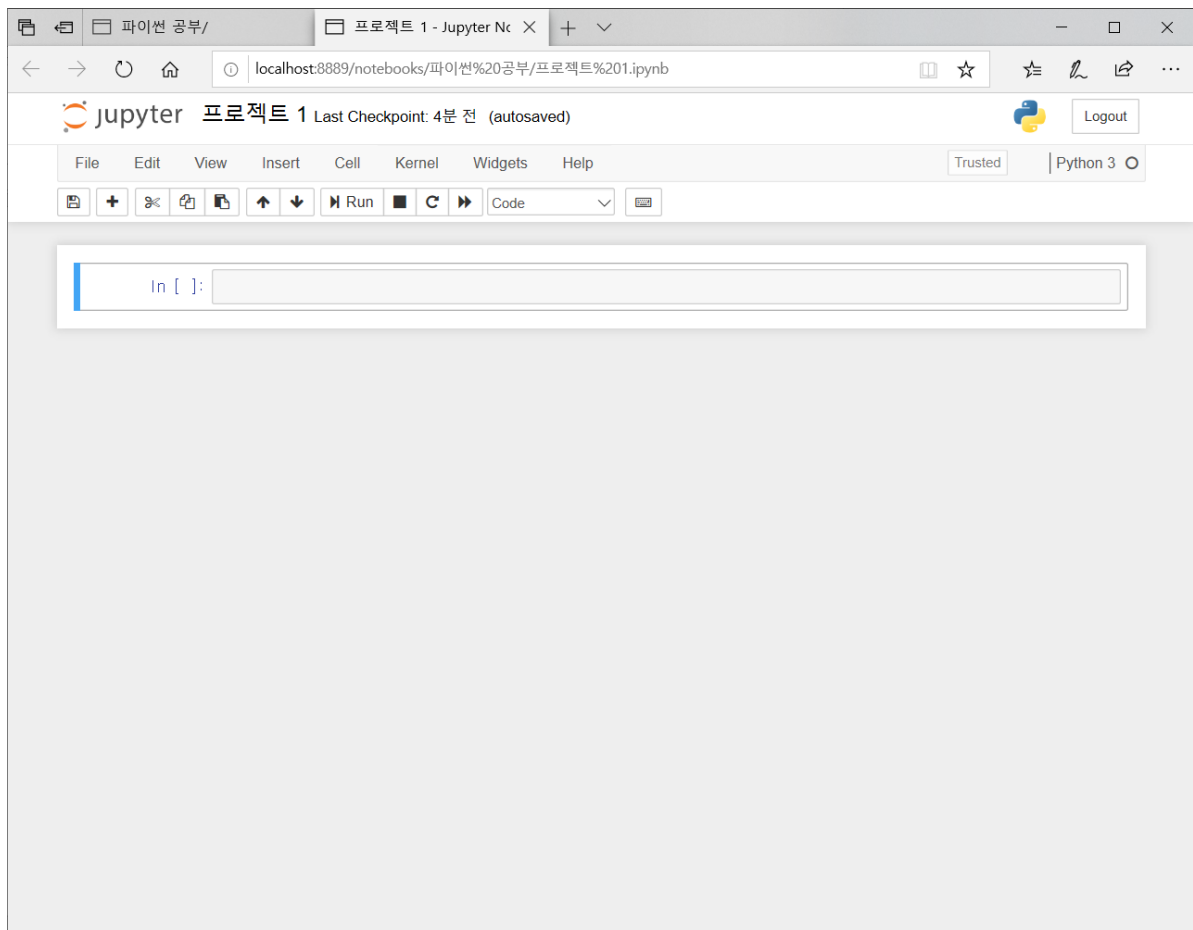 파이썬 공부/ 프로젝트 1 - Jupyter Nc
localhost:8889/notebooks/파이썬%20공부/프로젝트%201.ipynb
jupyter 프로젝트 1 Last Checkpoint: 4분 전 (autosaved) Logout
File Edit View Insert Cell Kernel Widgets Help Trusted Python 3
Run Code
In [ ]: